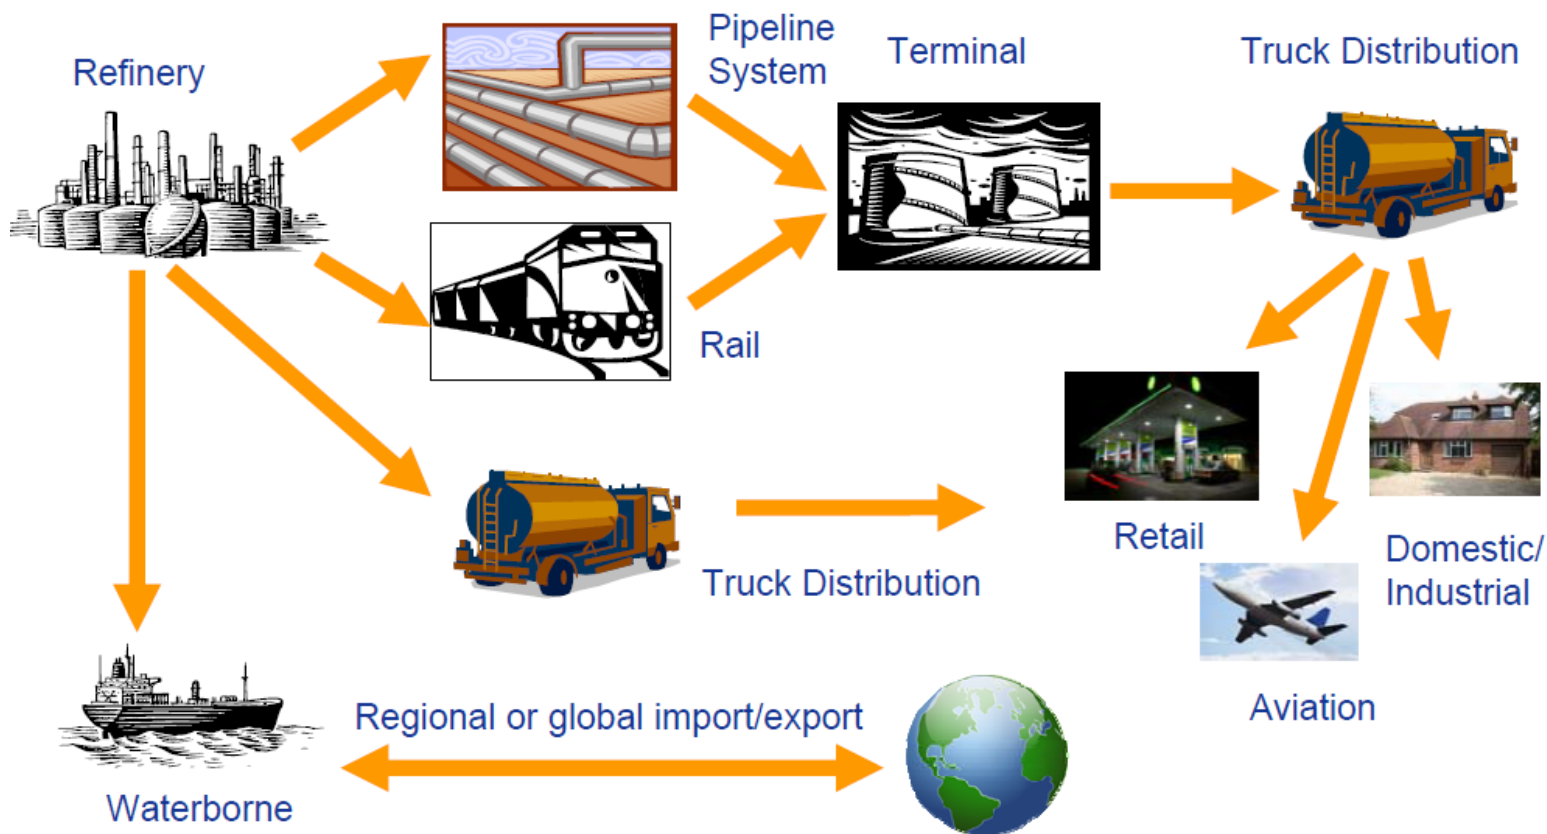 Pipeline
System
Terminal
Truck Distribution
Refinery
Rail
Retail
Domestic/
Industrial
Truck Distribution
Aviation
Regional or global import/export
Waterborne